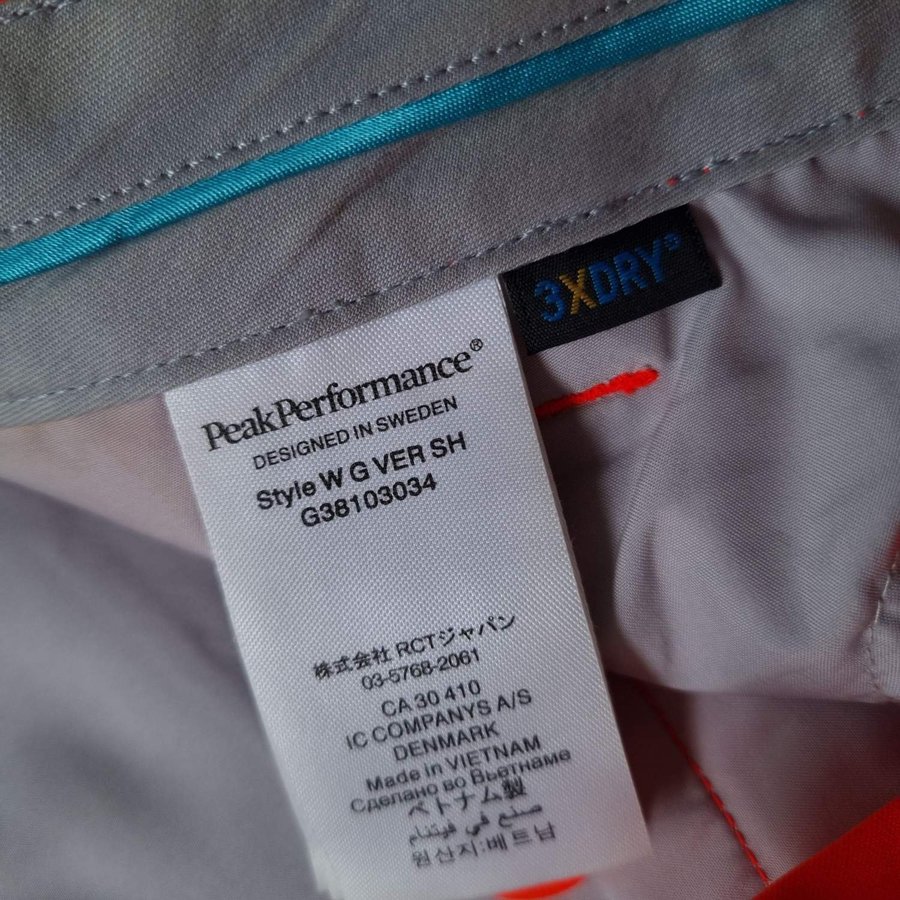 3XDRY®
PeakPerformance®
DESIGNED IN SWEDEN
Style W G VER SH
G38103034
株式会社 RCTジャパン
03-5768-2061
CA 30 410
IC COMPANYS A/S
DENMARK
Made in VIETNAM
Сделано во Вьетнаме
ベトナム製
صنع في فيتنام
원산지:베트남